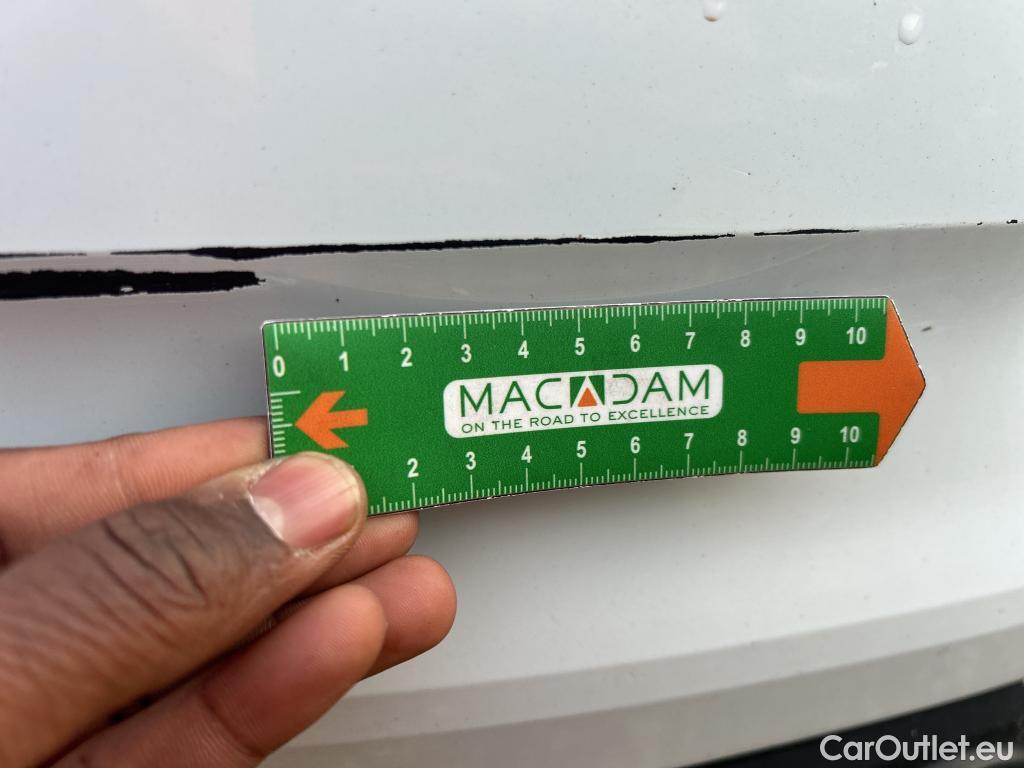 0 1 2 3 4 5 6 7 8 9 10
MACADAM
ON THE ROAD TO EXCELLENCE
2 3 4 5 6 7 8 9 10
CarOutlet.eu